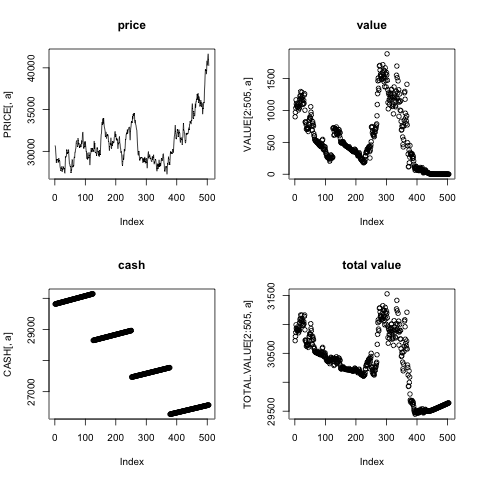 price
PRICE[, a]
30000 35000 40000
0 100 200 300 400 500
Index
value
VALUE[2:505, a]
0 500 1000 1500
0 100 200 300 400 500
Index
cash
CASH[, a]
27000 29000
0 100 200 300 400 500
Index
total value
TOTAL.VALUE[2:505, a]
29500 30500 31500
0 100 200 300 400 500
Index